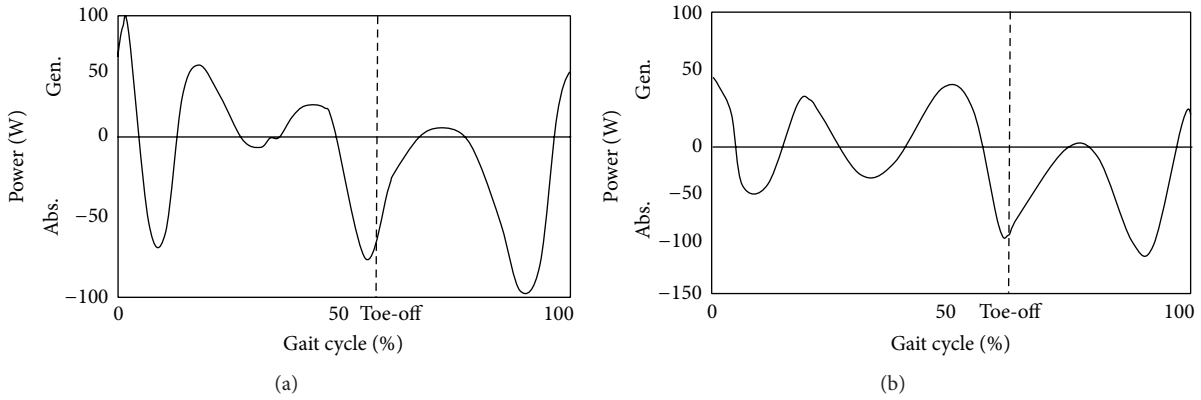 100
50
0
−50
−100
Power (W)
Gen.
Abs.
0
50
Toe-off
100
Gait cycle (%)
(a)
100
50
0
−50
−100
−150
Power (W)
Gen.
Abs.
0
50
Toe-off
100
Gait cycle (%)
(b)